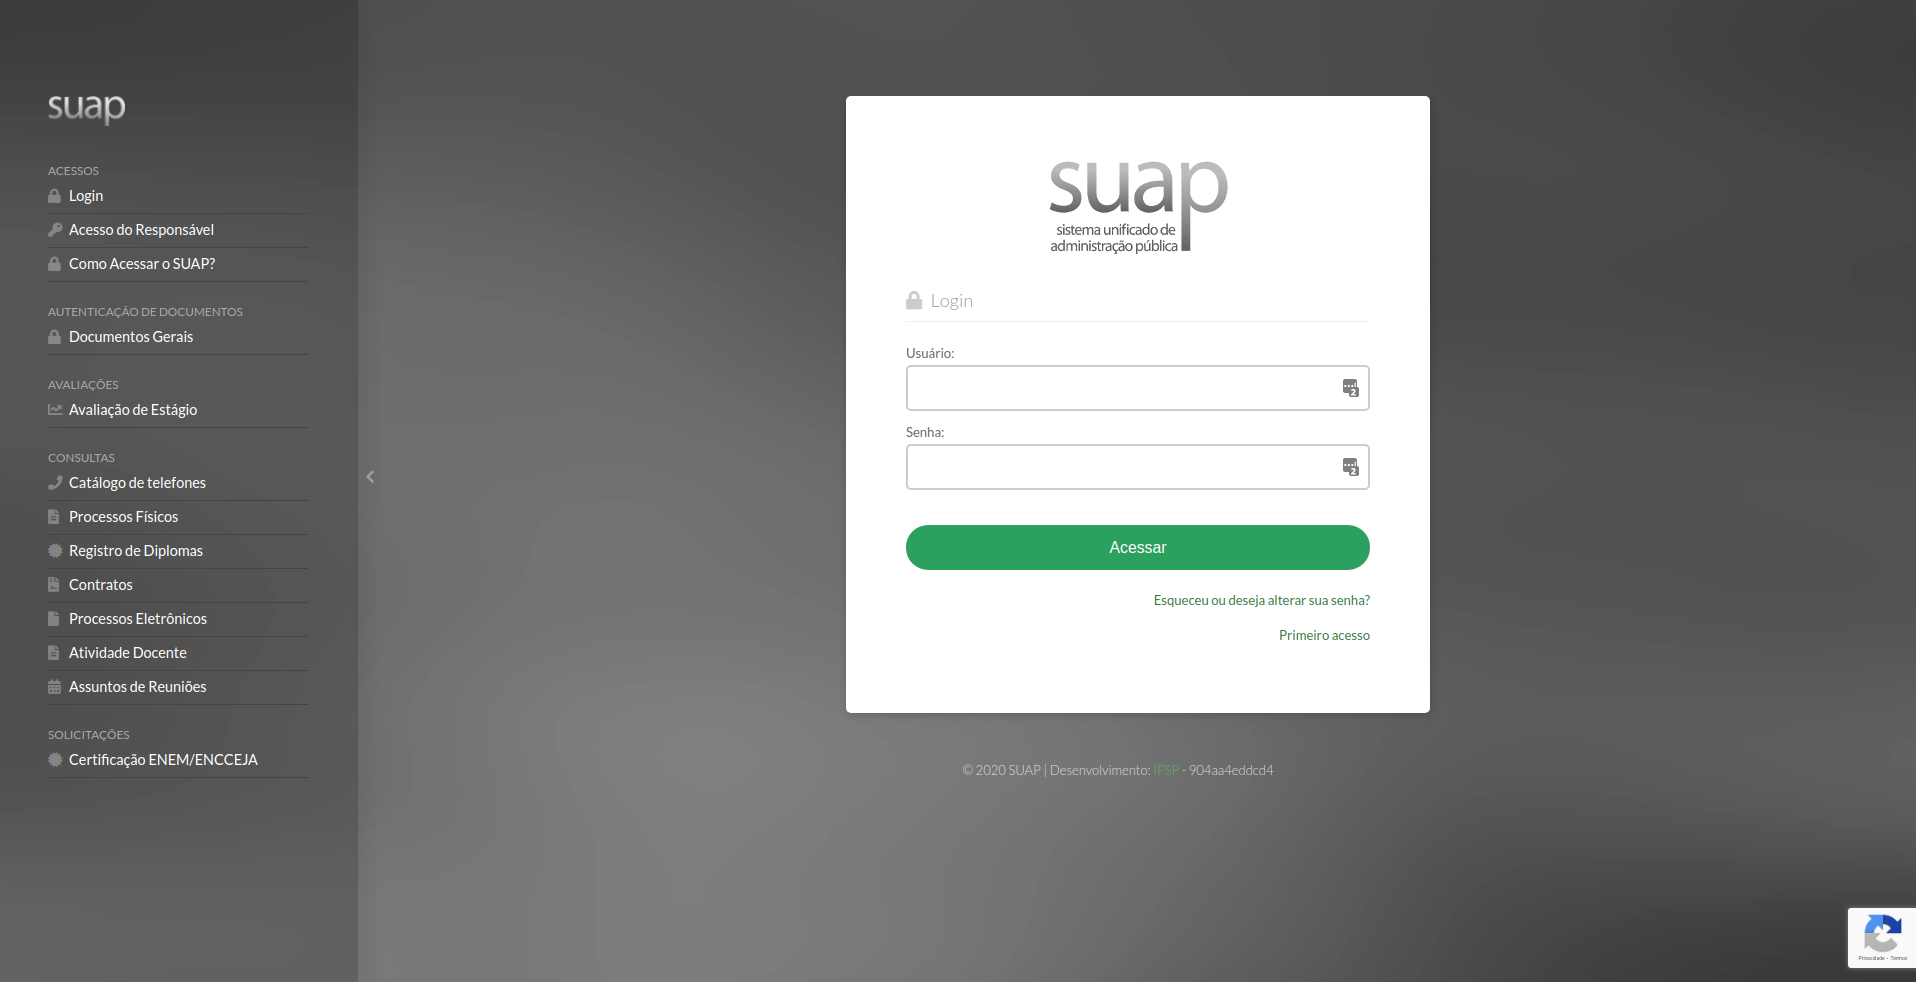 suap
ACESSOS
Login
Acesso do Responsável
Como Acessar o SUAP?
AUTENTICAÇÃO DE DOCUMENTOS
Documentos Gerais
AVALIAÇÕES
Avaliação de Estágio
CONSULTAS
Catálogo de telefones
Processos Físicos
Registro de Diplomas
Contratos
Processos Eletrônicos
Atividade Docente
Assuntos de Reuniões
SOLICITAÇÕES
Certificação ENEM/ENCCEJA
suap
sistema unificado de
administração pública
Login
Usuário:
2
Senha:
2
Acessar
Esqueceu ou deseja alterar sua senha?
Primeiro acesso
© 2020 SUAP | Desenvolvimento: IFSP - 904aa4eddcd4
Privacidade - Termos